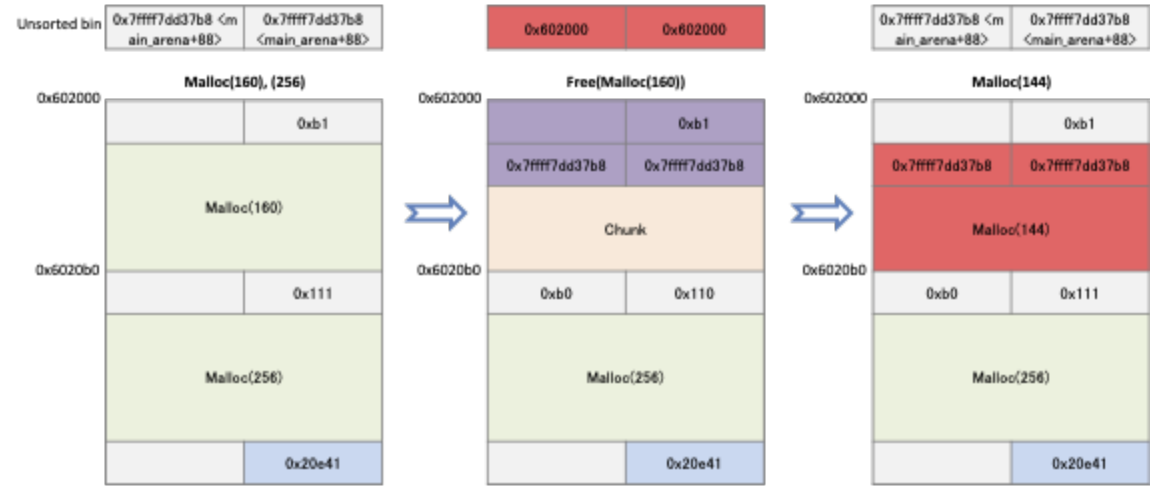 Unsorted bin
0x7ffff7dd37b8 <m
ain_arena+88>
0x7ffff7dd37b8
<main_arena+88>
Malloc(160), (256)
0x602000
0xb1
Malloc(160)
0x6020b0
0x111
Malloc(256)
0x20e41
0x602000
0x602000
Free(Malloc(160))
0x602000
0xb1
0x7ffff7dd37b8
0x7ffff7dd37b8
Chunk
0x6020b0
0xb0
0x110
Malloc(256)
0x20e41
0x7ffff7dd37b8 <m
ain_arena+88>
0x7ffff7dd37b8
<main_arena+88>
Malloc(144)
0x602000
0xb1
0x7ffff7dd37b8
0x7ffff7dd37b8
Malloc(144)
0x6020b0
0xb0
0x111
Malloc(256)
0x20e41